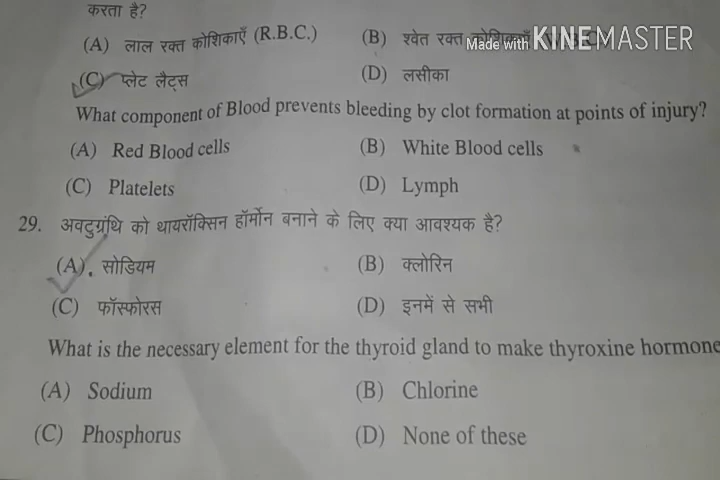 करता है?
(A) लाल रक्त कोशिकाएँ (R.B.C.) (B) श्वेत रक्त
Made with KINEMASTER
(C) प्लेट लैट्स (D) लसीका
What component of Blood prevents bleeding by clot formation at points of injury?
(A) Red Blood cells (B) White Blood cells
(C) Platelets (D) Lymph
29. अवटुग्रंथि को थायरॉक्सिन हॉर्मोन बनाने के लिए क्या आवश्यक है?
(A) सोडियम (B) क्लोरिन
(C) फॉस्फोरस (D) इनमें से सभी
What is the necessary element for the thyroid gland to make thyroxine hormone
(A) Sodium (B) Chlorine
(C) Phosphorus (D) None of these